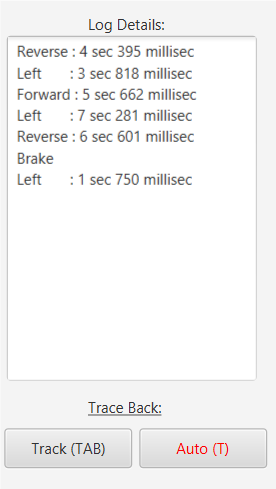 Log Details:
Reverse : 4 sec 395 millisec
Left : 3 sec 818 millisec
Forward : 5 sec 662 millisec
Left : 7 sec 281 millisec
Reverse : 6 sec 601 millisec
Brake
Left : 1 sec 750 millisec
Trace Back:
Track (TAB)
Auto (T)